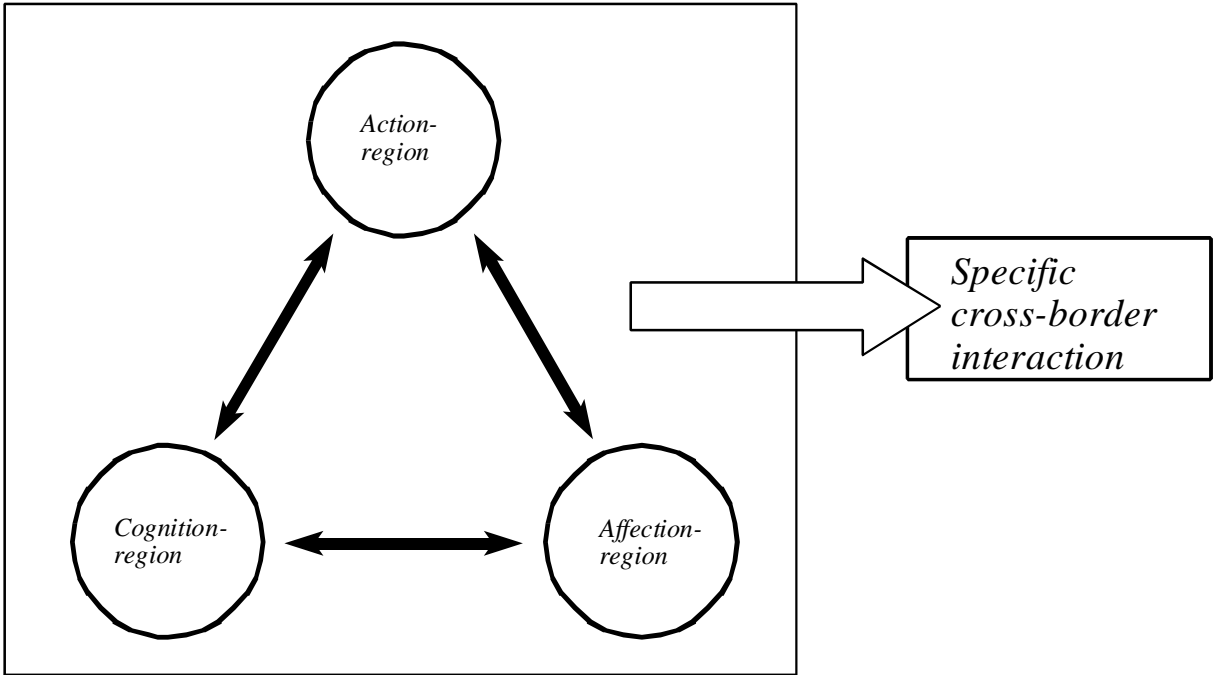 Action-
region
Specific
cross-border
interaction
Cognition-
region
Affection-
region